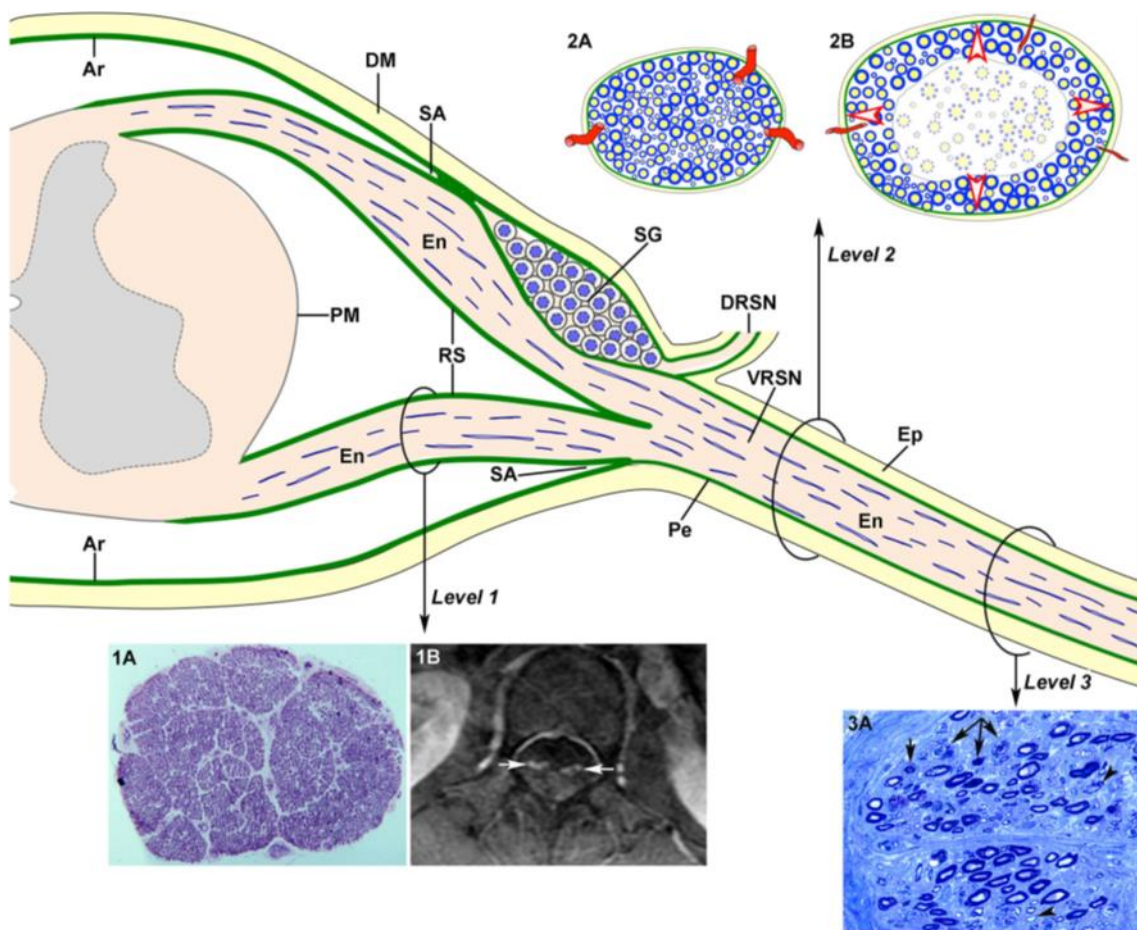 2A
2B
Ar
DM
SA
En
SG
Level 2
DRSN
PM
RS
VRSN
Ep
En
SA
En
Pe
Ar
Level 1
1A
1B
Level 3
3A